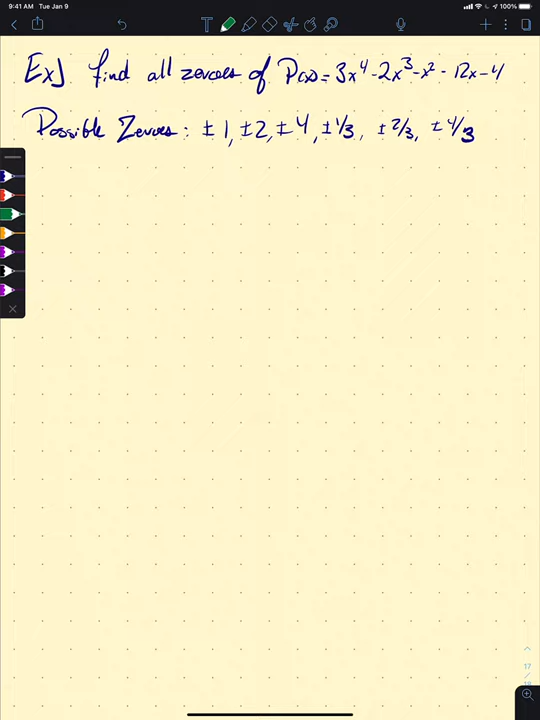 9:41 AM Tue Jan 9
100%
Ex] find all zeroes of P(x) = 3x⁴ - 2x³ - x² - 12x - 4
Possible Zeroes: ± 1, ± 2, ± 4, ± 1/3, ± 2/3, ± 4/3
17
/